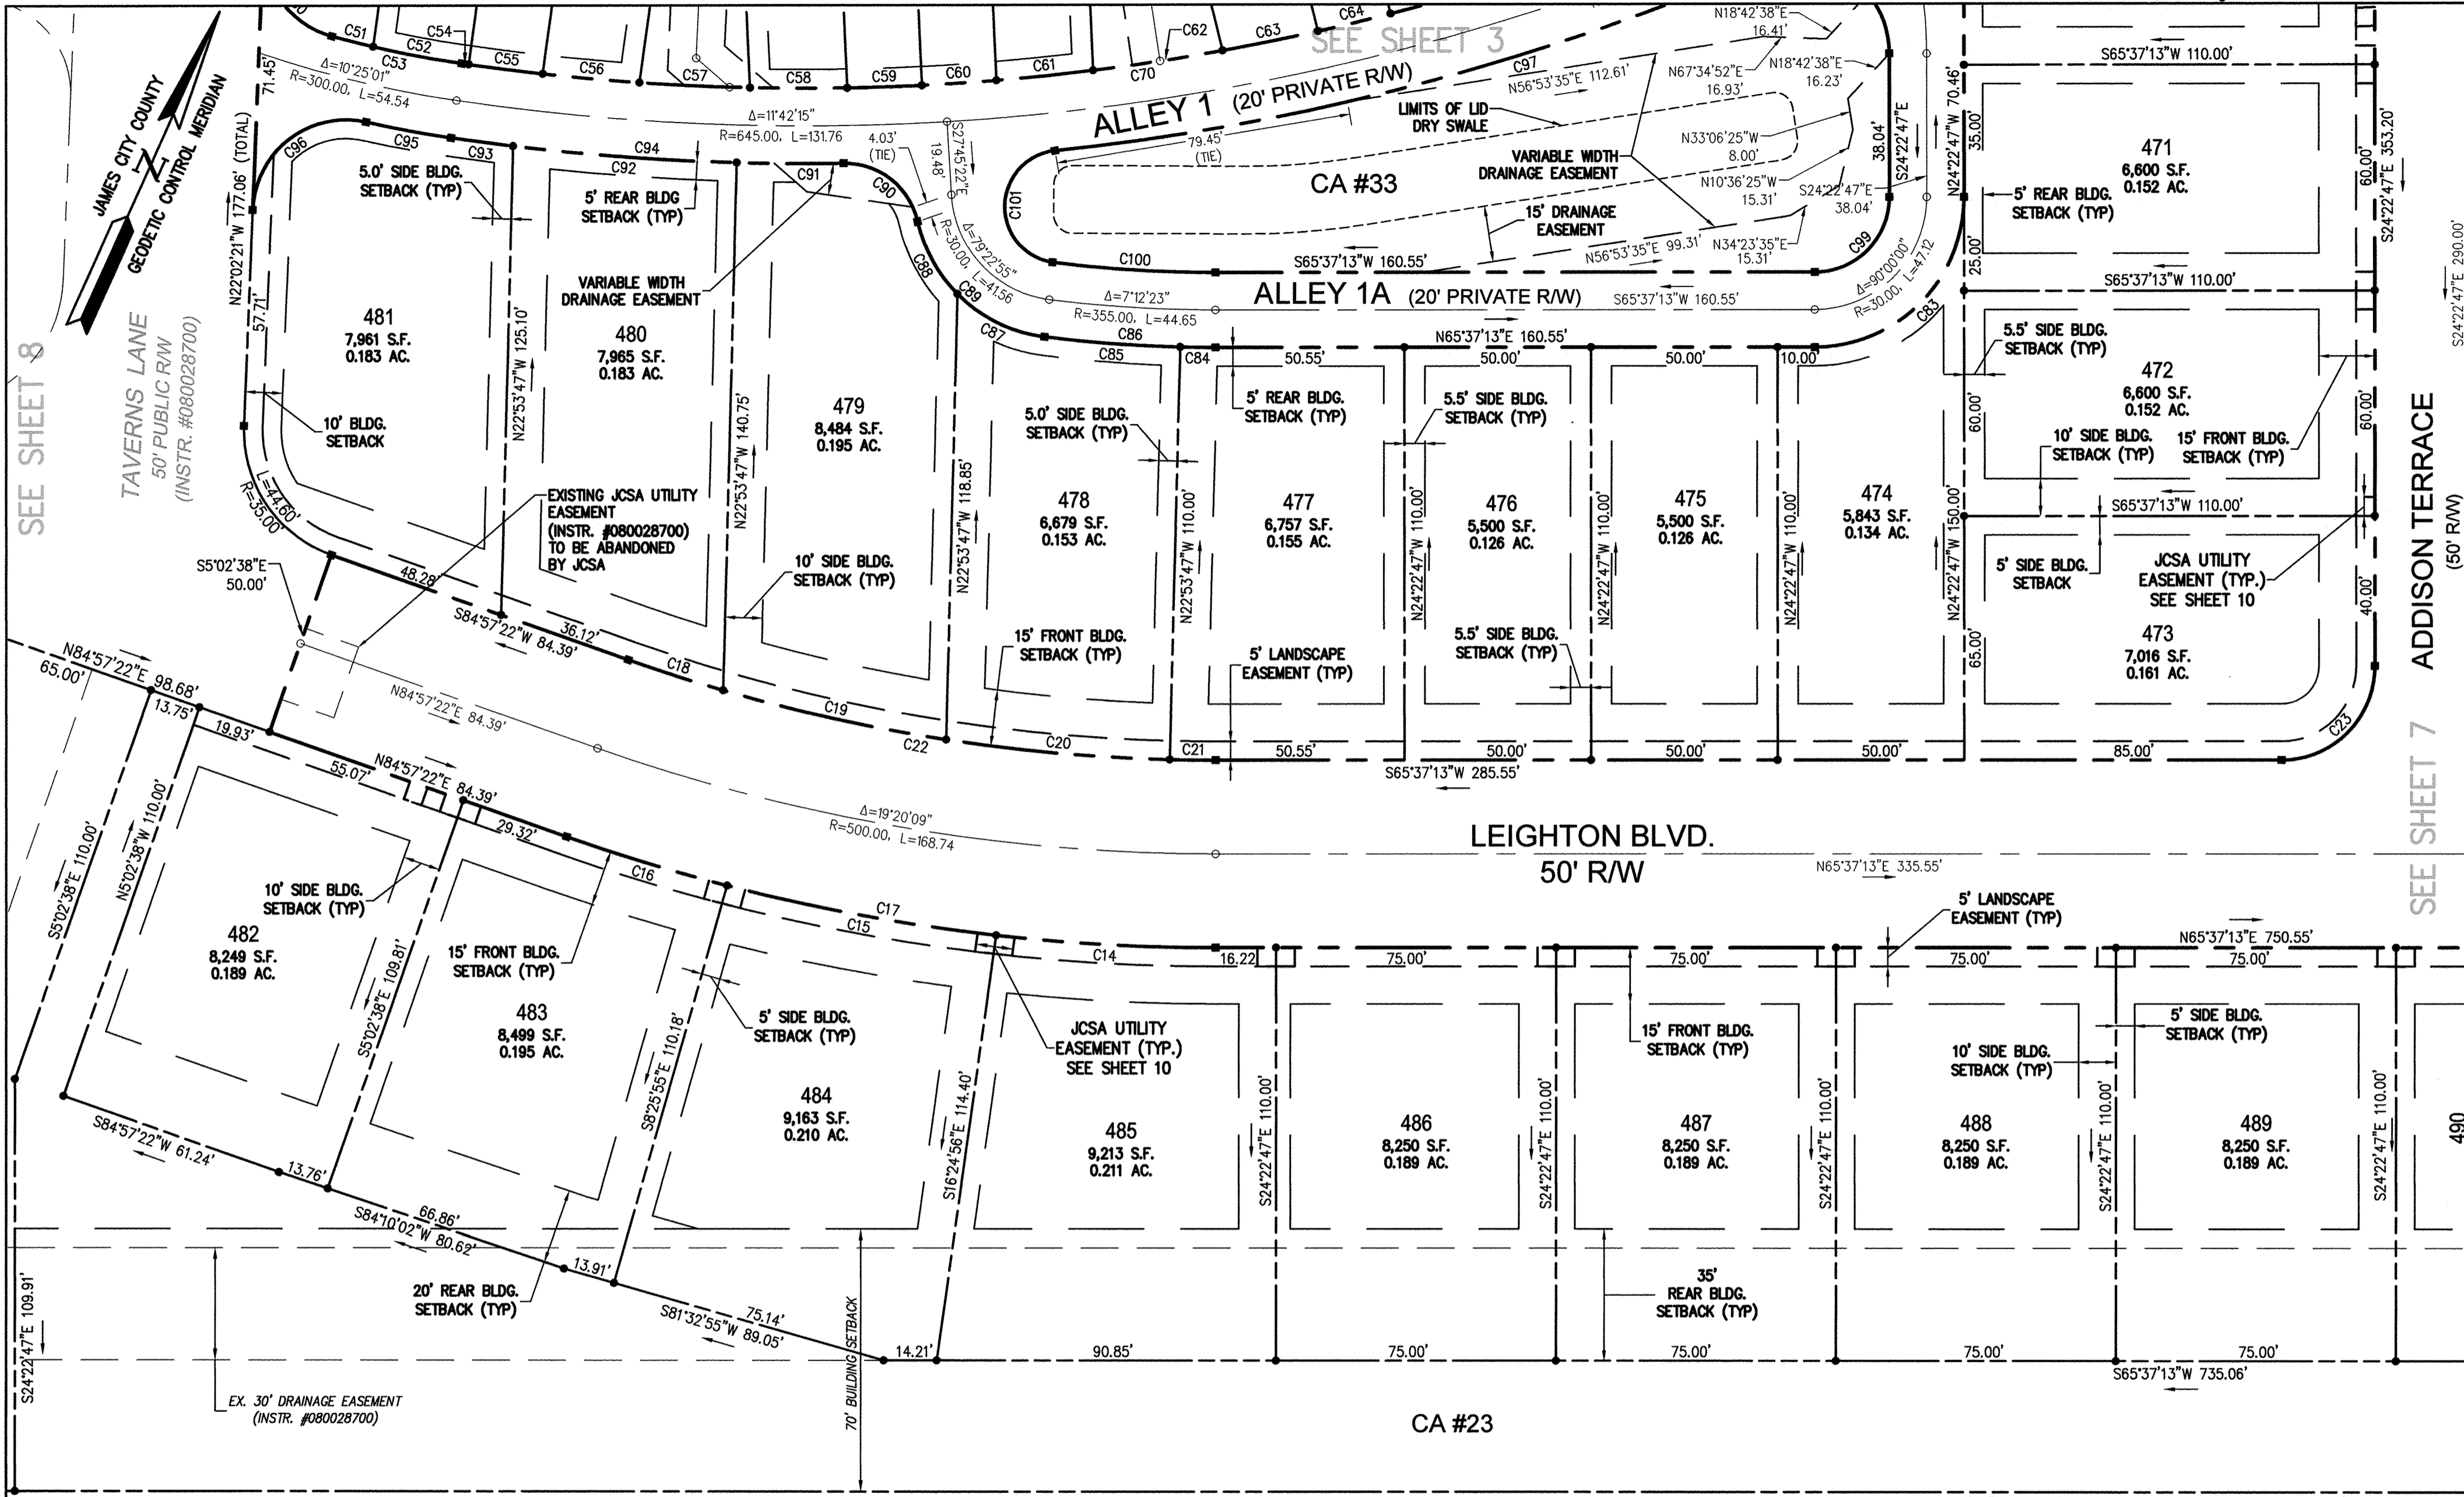 C51
C52
C53
C54
C55
C56
C57
C58
C59
C60
C61
C62
C63
C64
C70
SEE SHEET 3
71.45'
Δ=10°25'01"
R=300.00, L=54.54
Δ=11°42'15"
R=645.00, L=131.76
ALLEY 1 (20' PRIVATE R/W)
C97
N56°53'35"E 112.61'
N18°42'38"E
16.41'
N67°34'52"E
16.93'
N18°42'38"E
16.23'
LIMITS OF LID
DRY SWALE
N33°06'25"W
8.00'
VARIABLE WIDTH
DRAINAGE EASEMENT
N10°36'25"W
15.31'
S24°22'47"E
38.04'
38.04'
S24°22'47"E
N24°22'47"W 70.46'
35.00'
25.00'
CA #33
79.45'
(TIE)
15' DRAINAGE
EASEMENT
N56°53'35"E 99.31'
N34°23'35"E
15.31'
C99
C101
C100
S65°37'13"W 160.55'
ALLEY 1A (20' PRIVATE R/W)
S65°37'13"W 160.55'
Δ=7°12'23"
R=355.00, L=44.65
Δ=90°00'00"
R=30.00, L=47.12
C83
N65°37'13"E 160.55'
4.03'
(TIE)
S27°45'22"E
19.48'
Δ=79°22'55"
R=30.00, L=41.56
JAMES CITY COUNTY
N
GEODETIC CONTROL MERIDIAN
TAVERNS LANE
50' PUBLIC R/W
(INSTR. #080028700)
SEE SHEET 8
N22°02'21"W 177.06' (TOTAL)
57.71'
C96
C95
C93
C94
C92
C91
C90
C88
C89
C87
C86
C85
C84
50.55'
50.00'
50.00'
10.00'
5.0' SIDE BLDG.
SETBACK (TYP)
5' REAR BLDG
SETBACK (TYP)
VARIABLE WIDTH
DRAINAGE EASEMENT
481
7,961 S.F.
0.183 AC.
10' BLDG.
SETBACK
N22°53'47"W 125.10'
480
7,965 S.F.
0.183 AC.
N22°53'47"W 140.75'
479
8,484 S.F.
0.195 AC.
N22°53'47"W 118.85'
478
6,679 S.F.
0.153 AC.
5.0' SIDE BLDG.
SETBACK (TYP)
N22°53'47"W 110.00'
5' REAR BLDG.
SETBACK (TYP)
477
6,757 S.F.
0.155 AC.
5.5' SIDE BLDG.
SETBACK (TYP)
N24°22'47"W 110.00'
476
5,500 S.F.
0.126 AC.
N24°22'47"W 110.00'
475
5,500 S.F.
0.126 AC.
N24°22'47"W 110.00'
474
5,843 S.F.
0.134 AC.
N24°22'47"W 150.00'
60.00'
65.00'
S65°37'13"W 110.00'
471
6,600 S.F.
0.152 AC.
5' REAR BLDG.
SETBACK (TYP)
S65°37'13"W 110.00'
5.5' SIDE BLDG.
SETBACK (TYP)
472
6,600 S.F.
0.152 AC.
10' SIDE BLDG.
SETBACK (TYP)
15' FRONT BLDG.
SETBACK (TYP)
S65°37'13"W 110.00'
5' SIDE BLDG.
SETBACK
JCSA UTILITY
EASEMENT (TYP.)
SEE SHEET 10
473
7,016 S.F.
0.161 AC.
C23
60.00'
S24°22'47"E 353.20'
60.00'
40.00'
S24°22'47"E 290.00'
ADDISON TERRACE
(50' R/W)
SEE SHEET 7
L=44.60'
R=35.00'
S5°02'38"E
50.00'
48.28'
EXISTING JCSA UTILITY
EASEMENT
(INSTR. #080028700)
TO BE ABANDONED
BY JCSA
10' SIDE BLDG.
SETBACK (TYP)
36.12'
S84°57'22"W 84.39'
C18
C19
C22
15' FRONT BLDG.
SETBACK (TYP)
C20
C21
5' LANDSCAPE
EASEMENT (TYP)
5.5' SIDE BLDG.
SETBACK (TYP)
50.55'
50.00'
50.00'
50.00'
85.00'
S65°37'13"W 285.55'
N84°57'22"E 98.68'
65.00'
13.75'
19.93'
N84°57'22"E 84.39'
55.07'
N84°57'22"E 84.39'
29.32'
Δ=19°20'09"
R=500.00, L=168.74
LEIGHTON BLVD.
50' R/W
N65°37'13"E 335.55'
C16
C17
C15
C14
16.22
75.00'
75.00'
75.00'
75.00'
N65°37'13"E 750.55'
5' LANDSCAPE
EASEMENT (TYP)
S5°02'38"E 110.00'
N5°02'38"W 110.00'
482
8,249 S.F.
0.189 AC.
10' SIDE BLDG.
SETBACK (TYP)
S5°02'38"E 109.81'
15' FRONT BLDG.
SETBACK (TYP)
483
8,499 S.F.
0.195 AC.
S8°25'55"E 110.18'
5' SIDE BLDG.
SETBACK (TYP)
484
9,163 S.F.
0.210 AC.
S16°24'56"E 114.40'
JCSA UTILITY
EASEMENT (TYP.)
SEE SHEET 10
485
9,213 S.F.
0.211 AC.
S24°22'47"E 110.00'
486
8,250 S.F.
0.189 AC.
S24°22'47"E 110.00'
15' FRONT BLDG.
SETBACK (TYP)
487
8,250 S.F.
0.189 AC.
S24°22'47"E 110.00'
10' SIDE BLDG.
SETBACK (TYP)
488
8,250 S.F.
0.189 AC.
S24°22'47"E 110.00'
5' SIDE BLDG.
SETBACK (TYP)
489
8,250 S.F.
0.189 AC.
S24°22'47"E 110.00'
490
S84°57'22"W 61.24'
13.76'
66.86'
S84°10'02"W 80.62'
13.91'
75.14'
S81°32'55"W 89.05'
20' REAR BLDG.
SETBACK (TYP)
70' BUILDING SETBACK
35'
REAR BLDG.
SETBACK (TYP)
14.21'
90.85'
75.00'
75.00'
75.00'
75.00'
S65°37'13"W 735.06'
S24°22'47"E 109.91'
EX. 30' DRAINAGE EASEMENT
(INSTR. #080028700)
CA #23